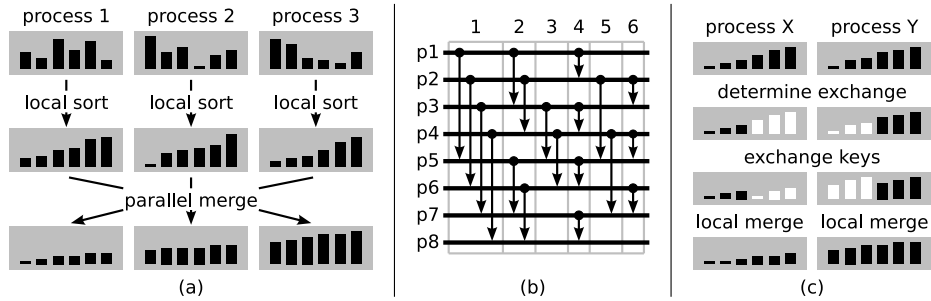 process 1 process 2 process 3
local sort local sort local sort
parallel merge
(a)
1 2 3 4 5 6
p1
p2
p3
p4
p5
p6
p7
p8
(b)
process X process Y
determine exchange
exchange keys
local merge local merge
(c)